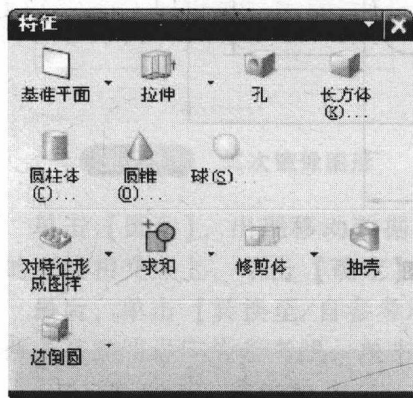 特征
基准平面
拉伸
孔
长方体
(K)...
圆柱体
(C)...
圆锥
(O)...
球(S)...
对特征形
成图样
求和
修剪体
抽壳
边倒圆